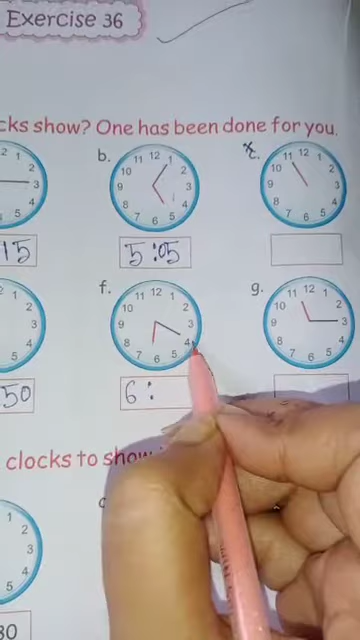 Exercise 36
cks show? One has been done for you.
b. x.
15 5:05
f. g.
50 6:
clocks to show
30